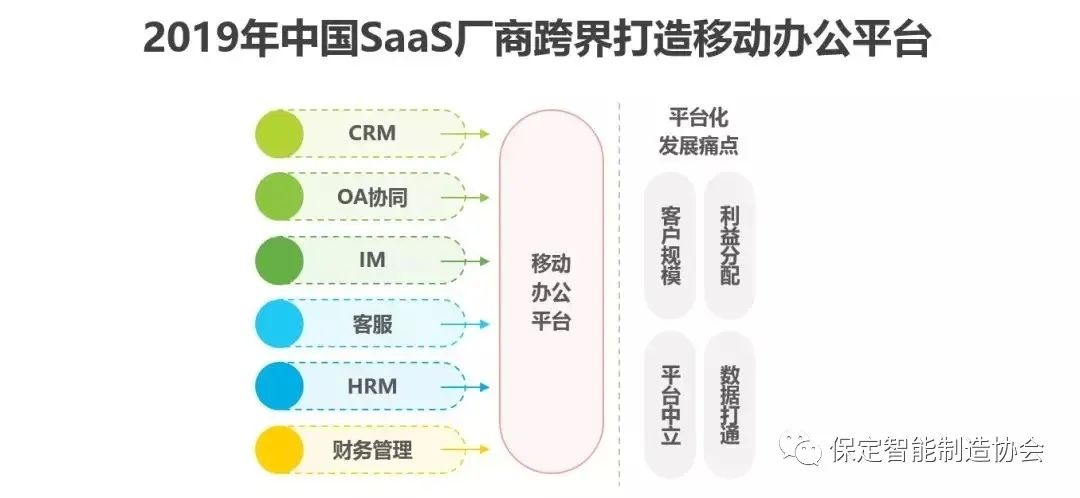 2019年中国SaaS厂商跨界打造移动办公平台
CRM
OA协同
IM
客服
HRM
财务管理
移动
办公
平台
平台化
发展痛点
客户规模
利益分配
平台中立
数据打通
保定智能制造协会